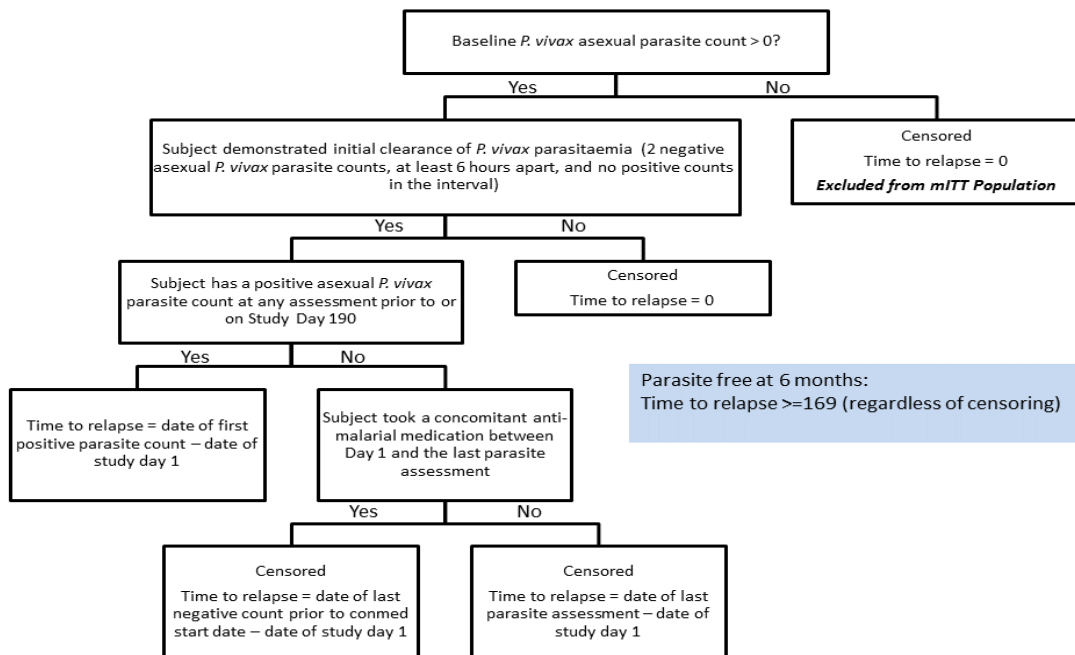 Baseline P. vivax asexual parasite count > 0?
Yes
No
Subject demonstrated initial clearance of P. vivax parasitaemia (2 negative
asexual P. vivax parasite counts, at least 6 hours apart, and no positive counts
in the interval)
Censored
Time to relapse = 0
Excluded from mITT Population
Yes
No
Subject has a positive asexual P. vivax
parasite count at any assessment prior to or
on Study Day 190
Censored
Time to relapse = 0
Yes
No
Parasite free at 6 months:
Time to relapse >=169 (regardless of censoring)
Time to relapse = date of first
positive parasite count – date of
study day 1
Subject took a concomitant anti-
malarial medication between
Day 1 and the last parasite
assessment
Yes
No
Censored
Time to relapse = date of last
negative count prior to conmed
start date – date of study day 1
Censored
Time to relapse = date of last
parasite assessment – date of
study day 1